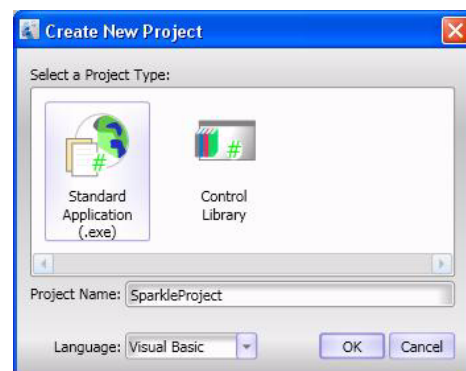 Create New Project
Select a Project Type:
#
#
Standard
Application
(.exe)
Control
Library
Project Name: SparkleProject
Language: Visual Basic
OK
Cancel